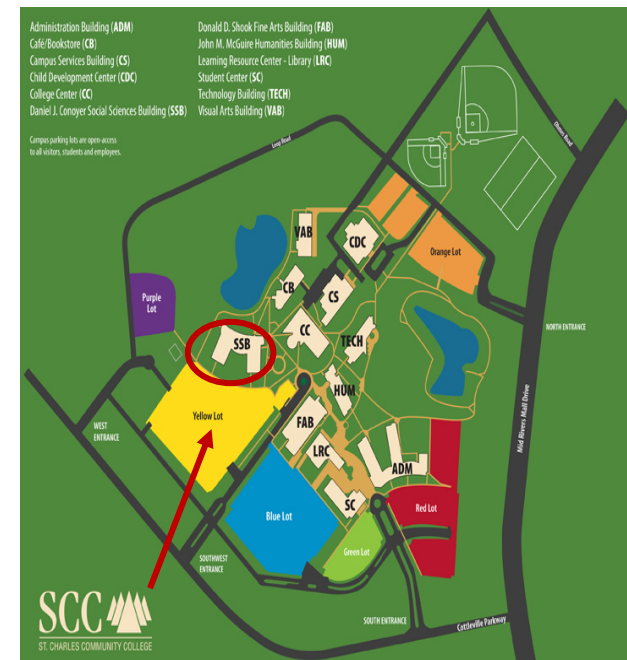 Administration Building (ADM)
Café/Bookstore (CB)
Campus Services Building (CS)
Child Development Center (CDC)
College Center (CC)
Daniel J. Conoyer Social Sciences Building (SSB)
Donald D. Shook Fine Arts Building (FAB)
John M. McGuire Humanities Building (HUM)
Learning Resource Center - Library (LRC)
Student Center (SC)
Technology Building (TECH)
Visual Arts Building (VAB)
Campus parking lots are open-access
to all visitors, students and employees.
Loop Road
Ohmes Road
VAB
CDC
Orange Lot
CB
CS
Purple
Lot
CC
NORTH ENTRANCE
SSB
TECH
HUM
Mid Rivers Mall Drive
Yellow Lot
FAB
WEST
ENTRANCE
LRC
ADM
SC
Red Lot
Blue Lot
Green Lot
SOUTHWEST
ENTRANCE
SOUTH ENTRANCE
Cottleville Parkway
SCC
ST. CHARLES COMMUNITY COLLEGE